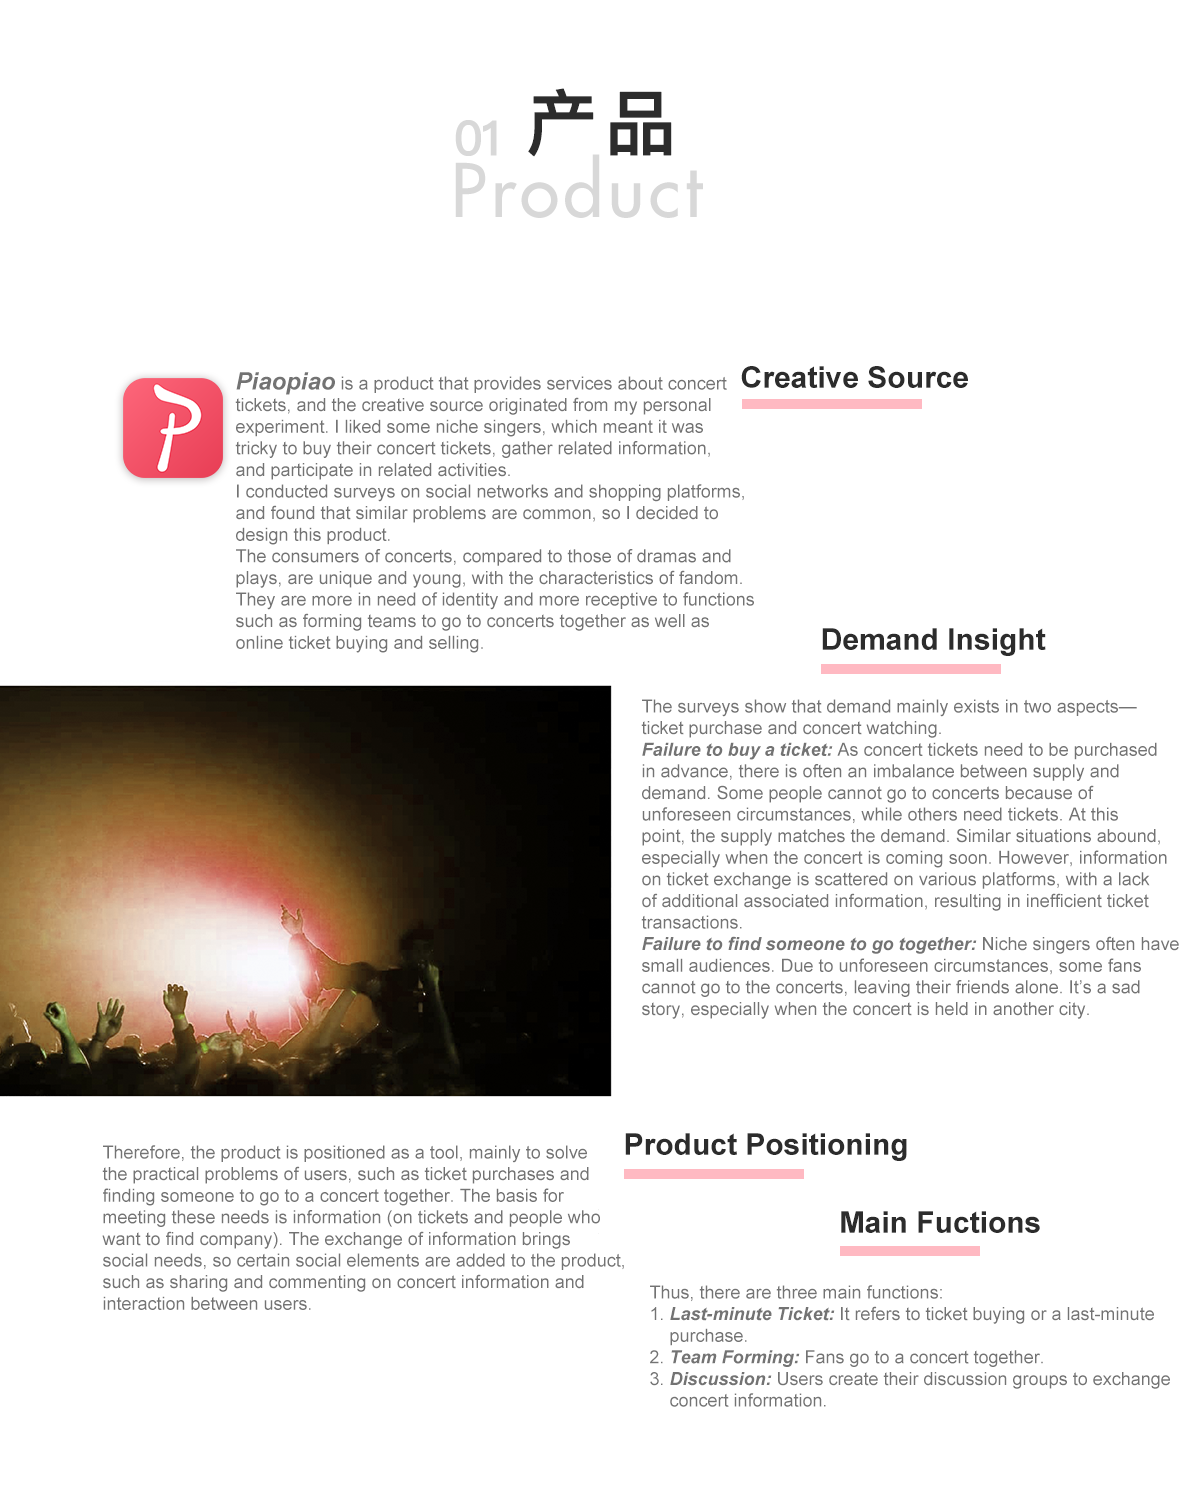 01 产品
Product
Creative Source
Piaopiao is a product that provides services about concert
tickets, and the creative source originated from my personal
experiment. I liked some niche singers, which meant it was
tricky to buy their concert tickets, gather related information,
and participate in related activities.
I conducted surveys on social networks and shopping platforms,
and found that similar problems are common, so I decided to
design this product.
The consumers of concerts, compared to those of dramas and
plays, are unique and young, with the characteristics of fandom.
They are more in need of identity and more receptive to functions
such as forming teams to go to concerts together as well as
online ticket buying and selling.
Demand Insight
The surveys show that demand mainly exists in two aspects—
ticket purchase and concert watching.
Failure to buy a ticket: As concert tickets need to be purchased
in advance, there is often an imbalance between supply and
demand. Some people cannot go to concerts because of
unforeseen circumstances, while others need tickets. At this
point, the supply matches the demand. Similar situations abound,
especially when the concert is coming soon. However, information
on ticket exchange is scattered on various platforms, with a lack
of additional associated information, resulting in inefficient ticket
transactions.
Failure to find someone to go together: Niche singers often have
small audiences. Due to unforeseen circumstances, some fans
cannot go to the concerts, leaving their friends alone. It’s a sad
story, especially when the concert is held in another city.
Product Positioning
Therefore, the product is positioned as a tool, mainly to solve
the practical problems of users, such as ticket purchases and
finding someone to go to a concert together. The basis for
meeting these needs is information (on tickets and people who
want to find company). The exchange of information brings
social needs, so certain social elements are added to the product,
such as sharing and commenting on concert information and
interaction between users.
Main Fuctions
Thus, there are three main functions:
1. Last-minute Ticket: It refers to ticket buying or a last-minute
purchase.
2. Team Forming: Fans go to a concert together.
3. Discussion: Users create their discussion groups to exchange
concert information.